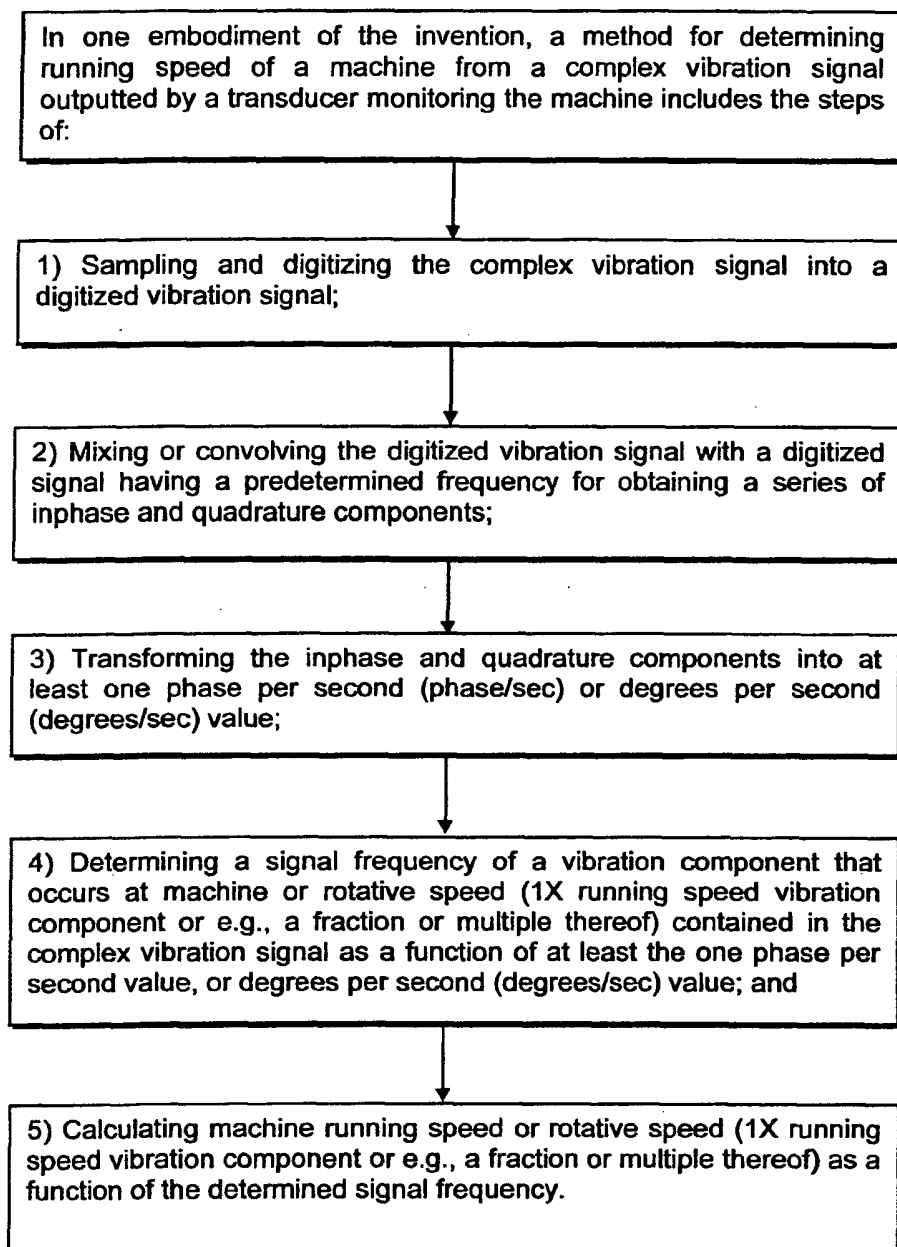 In one embodiment of the invention, a method for determining
running speed of a machine from a complex vibration signal
outputted by a transducer monitoring the machine includes the steps
of:
1) Sampling and digitizing the complex vibration signal into a
digitized vibration signal;
2) Mixing or convolving the digitized vibration signal with a digitized
signal having a predetermined frequency for obtaining a series of
inphase and quadrature components;
3) Transforming the inphase and quadrature components into at
least one phase per second (phase/sec) or degrees per second
(degrees/sec) value;
4) Determining a signal frequency of a vibration component that
occurs at machine or rotative speed (1X running speed vibration
component or e.g., a fraction or multiple thereof) contained in the
complex vibration signal as a function of at least the one phase per
second value, or degrees per second (degrees/sec) value; and
5) Calculating machine running speed or rotative speed (1X running
speed vibration component or e.g., a fraction or multiple thereof) as a
function of the determined signal frequency.